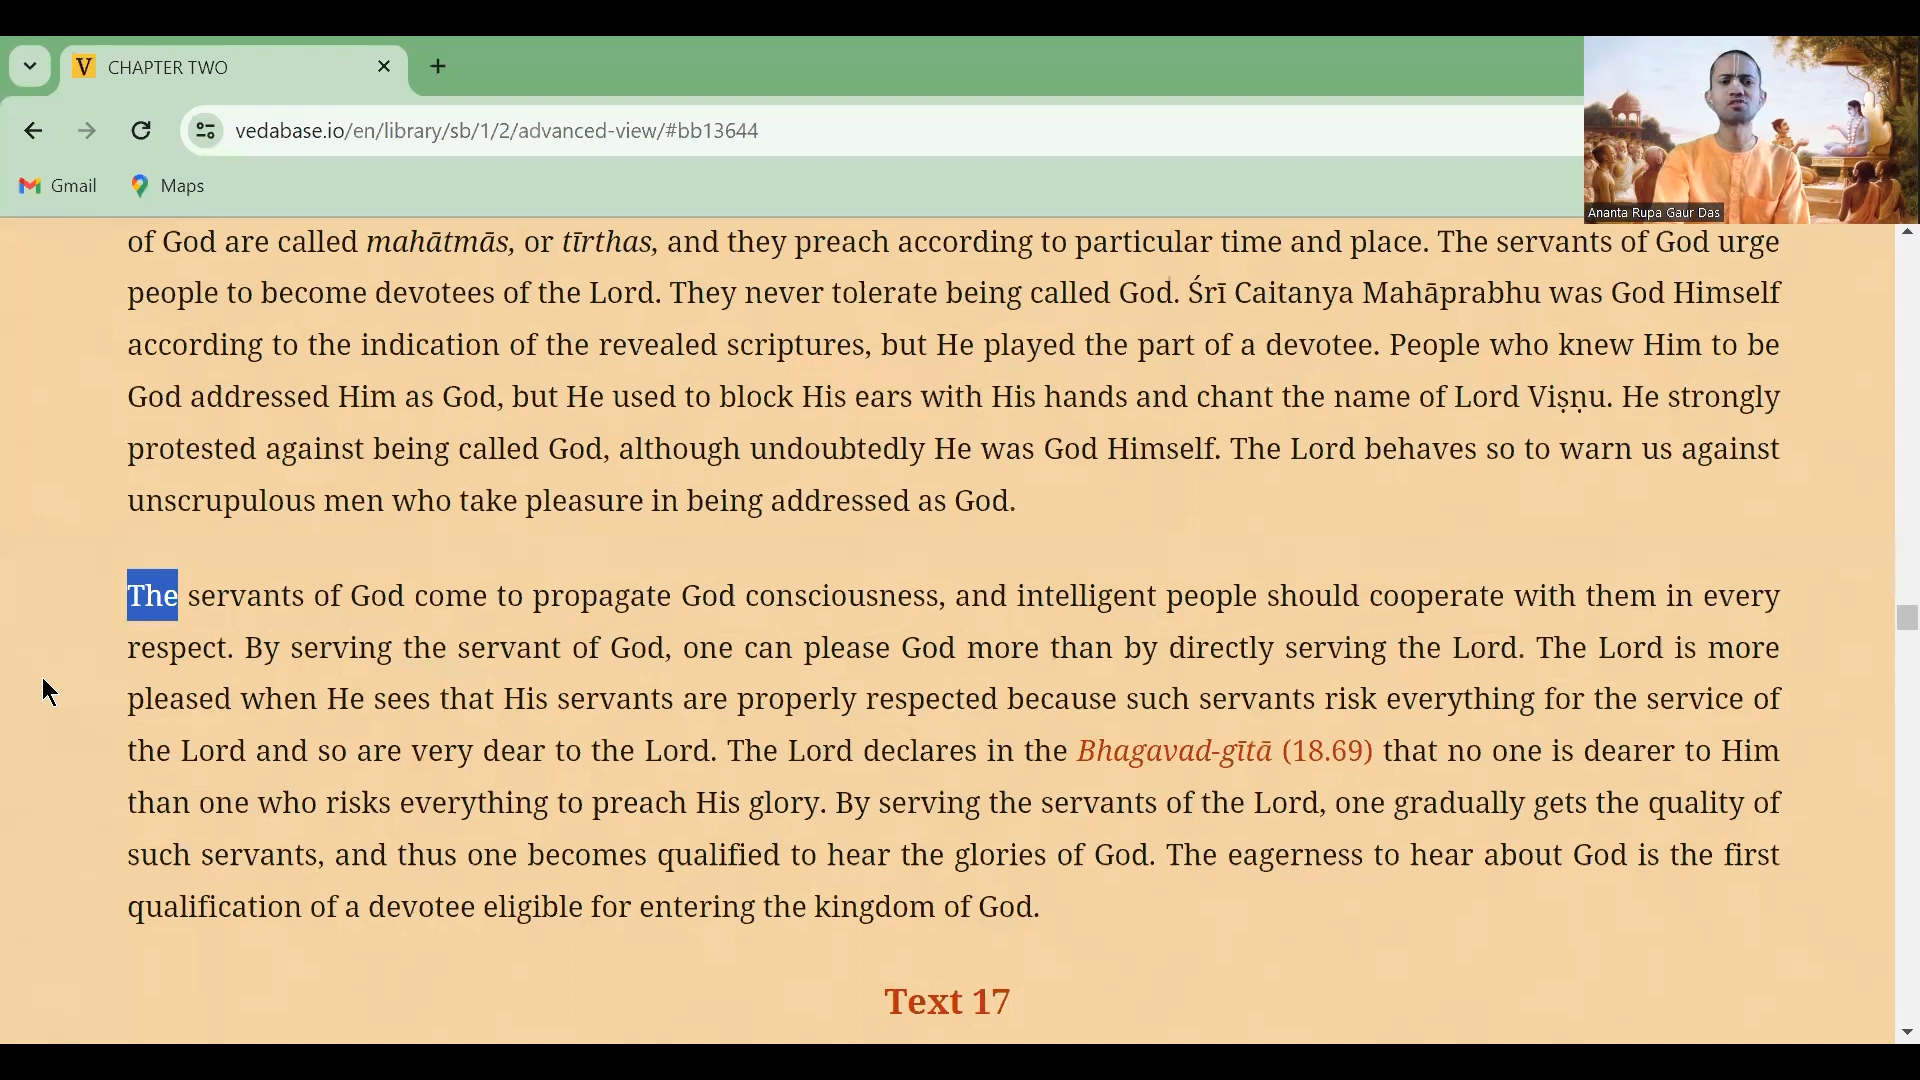 V CHAPTER TWO
vedabase.io/en/library/sb/1/2/advanced-view/#bb13644
Gmail Maps
Ananta Rupa Gaur Das
of God are called mahātmās, or tīrthas, and they preach according to particular time and place. The servants of God urge
people to become devotees of the Lord. They never tolerate being called God. Śrī Caitanya Mahāprabhu was God Himself
according to the indication of the revealed scriptures, but He played the part of a devotee. People who knew Him to be
God addressed Him as God, but He used to block His ears with His hands and chant the name of Lord Viṣṇu. He strongly
protested against being called God, although undoubtedly He was God Himself. The Lord behaves so to warn us against
unscrupulous men who take pleasure in being addressed as God.
The servants of God come to propagate God consciousness, and intelligent people should cooperate with them in every
respect. By serving the servant of God, one can please God more than by directly serving the Lord. The Lord is more
pleased when He sees that His servants are properly respected because such servants risk everything for the service of
the Lord and so are very dear to the Lord. The Lord declares in the Bhagavad-gītā (18.69) that no one is dearer to Him
than one who risks everything to preach His glory. By serving the servants of the Lord, one gradually gets the quality of
such servants, and thus one becomes qualified to hear the glories of God. The eagerness to hear about God is the first
qualification of a devotee eligible for entering the kingdom of God.
Text 17